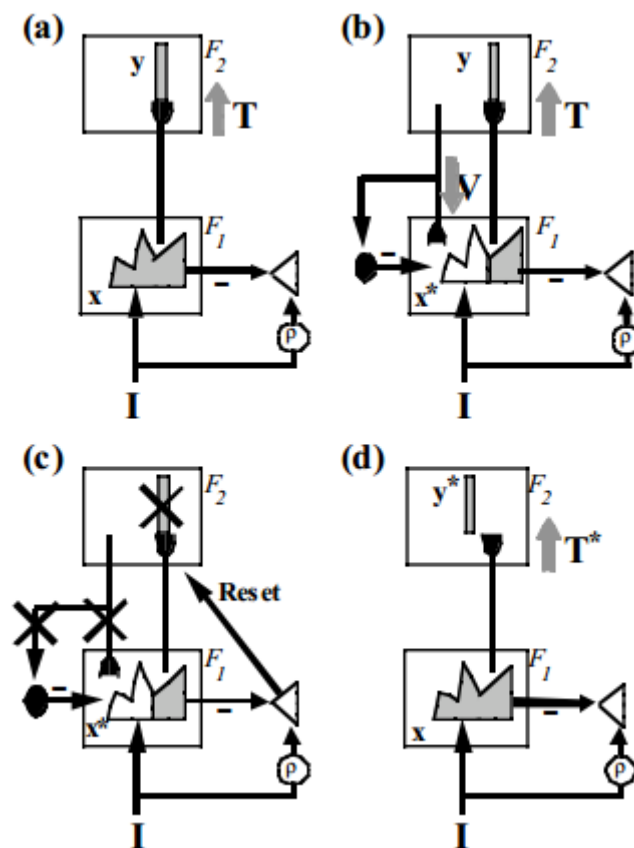 (a)
y
F2
T
F1
x
-
ρ
I
(b)
y
F2
T
V
F1
-
x*
-
ρ
I
(c)
F2
Reset
F1
-
x*
-
ρ
I
(d)
y*
F2
T*
F1
x
-
ρ
I